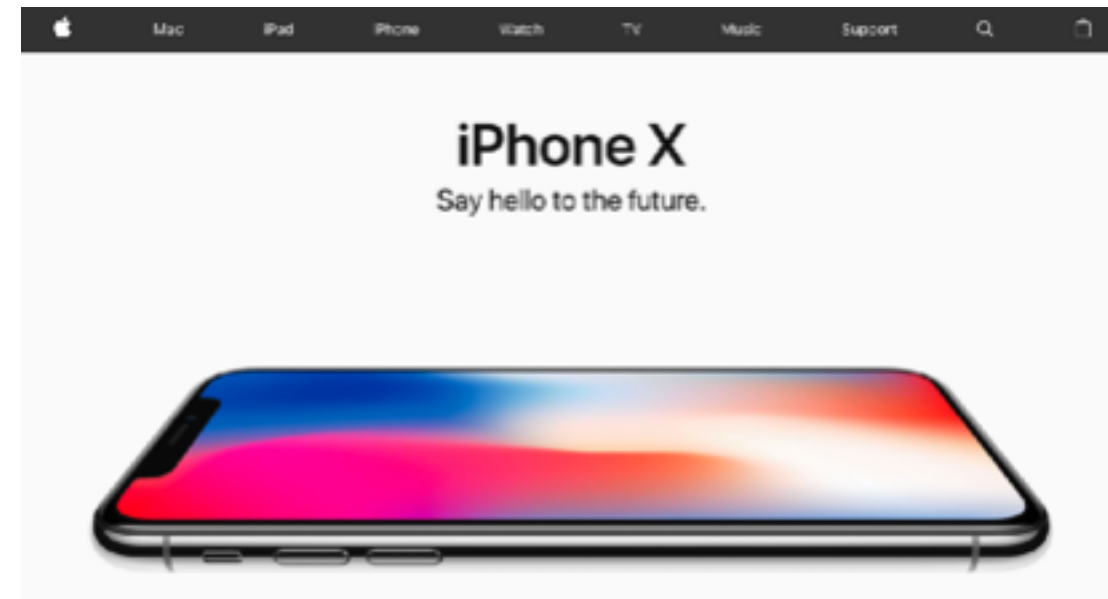 Mac iPad iPhone Watch TV Music Support
iPhone X
Say hello to the future.